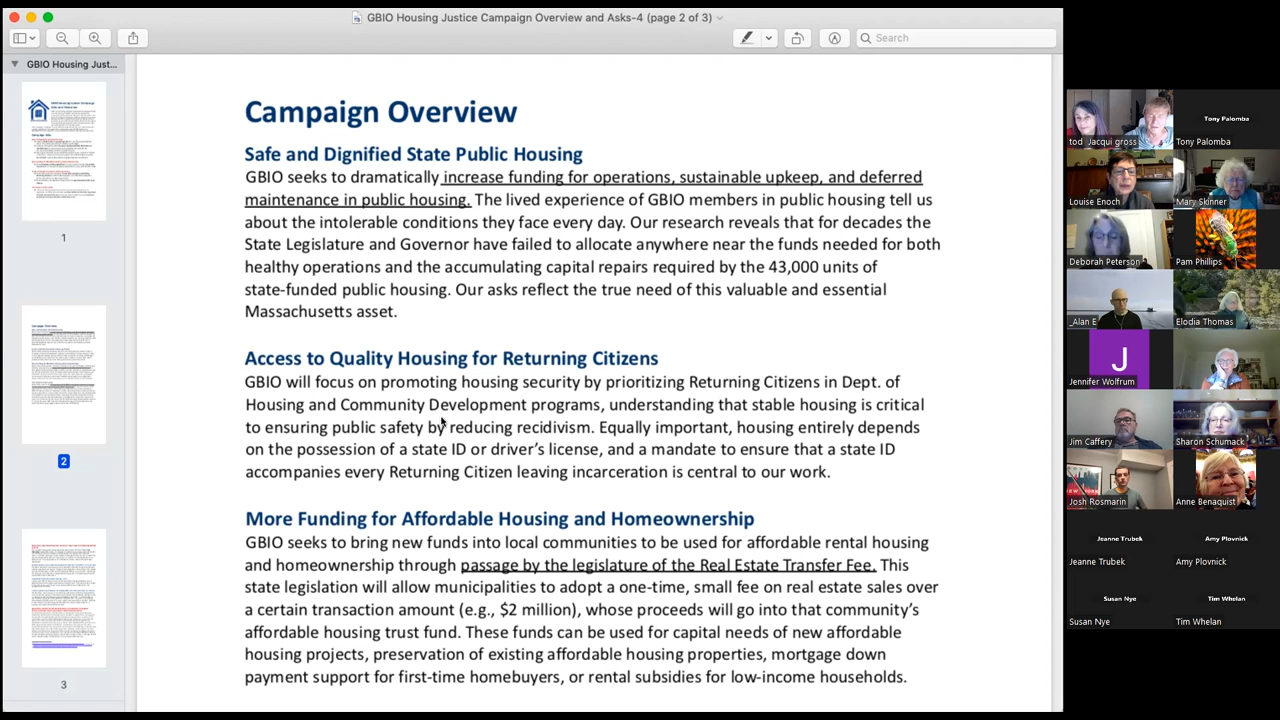 GBIO Housing Justice Campaign Overview and Asks-4 (page 2 of 3)
Search
GBIO Housing Just...
1
2
3
Campaign Overview
Safe and Dignified State Public Housing
GBIO seeks to dramatically increase funding for operations, sustainable upkeep, and deferred
maintenance in public housing. The lived experience of GBIO members in public housing tell us
about the intolerable conditions they face every day. Our research reveals that for decades the
State Legislature and Governor have failed to allocate anywhere near the funds needed for both
healthy operations and the accumulating capital repairs required by the 43,000 units of
state-funded public housing. Our asks reflect the true need of this valuable and essential
Massachusetts asset.
Access to Quality Housing for Returning Citizens
GBIO will focus on promoting housing security by prioritizing Returning Citizens in Dept. of
Housing and Community Development programs, understanding that stable housing is critical
to ensuring public safety by reducing recidivism. Equally important, housing entirely depends
on the possession of a state ID or driver's license, and a mandate to ensure that a state ID
accompanies every Returning Citizen leaving incarceration is central to our work.
More Funding for Affordable Housing and Homeownership
GBIO seeks to bring new funds into local communities to be used for affordable rental housing
and homeownership through passage by the legislature of the Real Estate Transfer Fee. This
state legislation will allow municipalities to adopt a one-time, small fee on real estate sales over
a certain transaction amount (e.g., $2 million), whose proceeds will go into that community's
affordable housing trust fund. These funds can be used for capital needs of new affordable
housing projects, preservation of existing affordable housing properties, mortgage down
payment support for first-time homebuyers, or rental subsidies for low-income households.
tod_Jacqui gross
Tony Palomba
Tony Palomba
Louise Enoch
Mary Skinner
Deborah Peterson
Pam Phillips
_Alan E
Elodia Thomas
J
Jennifer Wolfrum
Jim Caffery
Sharon Schumack
Josh Rosmarin
Anne Benaquist
Jeanne Trubek
Jeanne Trubek
Amy Plovnick
Amy Plovnick
Susan Nye
Susan Nye
Tim Whelan
Tim Whelan